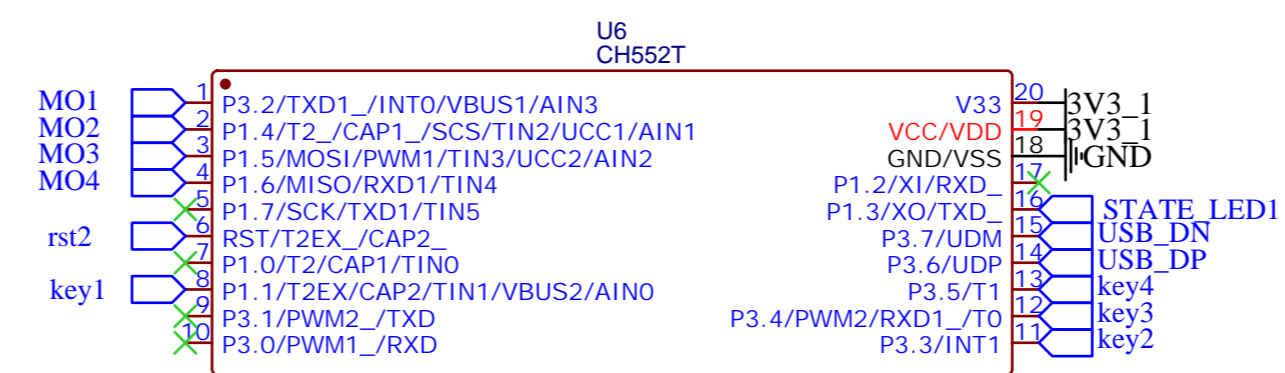 U6
CH552T
MO1 1 P3.2/TXD1_/INT0/VBUS1/AIN3
MO2 2 P1.4/T2_/CAP1_/SCS/TIN2/UCC1/AIN1
MO3 3 P1.5/MOSI/PWM1/TIN3/UCC2/AIN2
MO4 4 P1.6/MISO/RXD1/TIN4
5 P1.7/SCK/TXD1/TIN5
rst2 6 RST/T2EX_/CAP2_
7 P1.0/T2/CAP1/TIN0
key1 8 P1.1/T2EX/CAP2/TIN1/VBUS2/AIN0
9 P3.1/PWM2_/TXD
10 P3.0/PWM1_/RXD
V33 20 3V3_1
VCC/VDD 19 3V3_1
GND/VSS 18 GND
P1.2/XI/RXD_ 17
P1.3/XO/TXD_ 16 STATE_LED1
P3.7/UDM 15 USB_DN
P3.6/UDP 14 USB_DP
P3.5/T1 13 key4
P3.4/PWM2/RXD1_/T0 12 key3
P3.3/INT1 11 key2